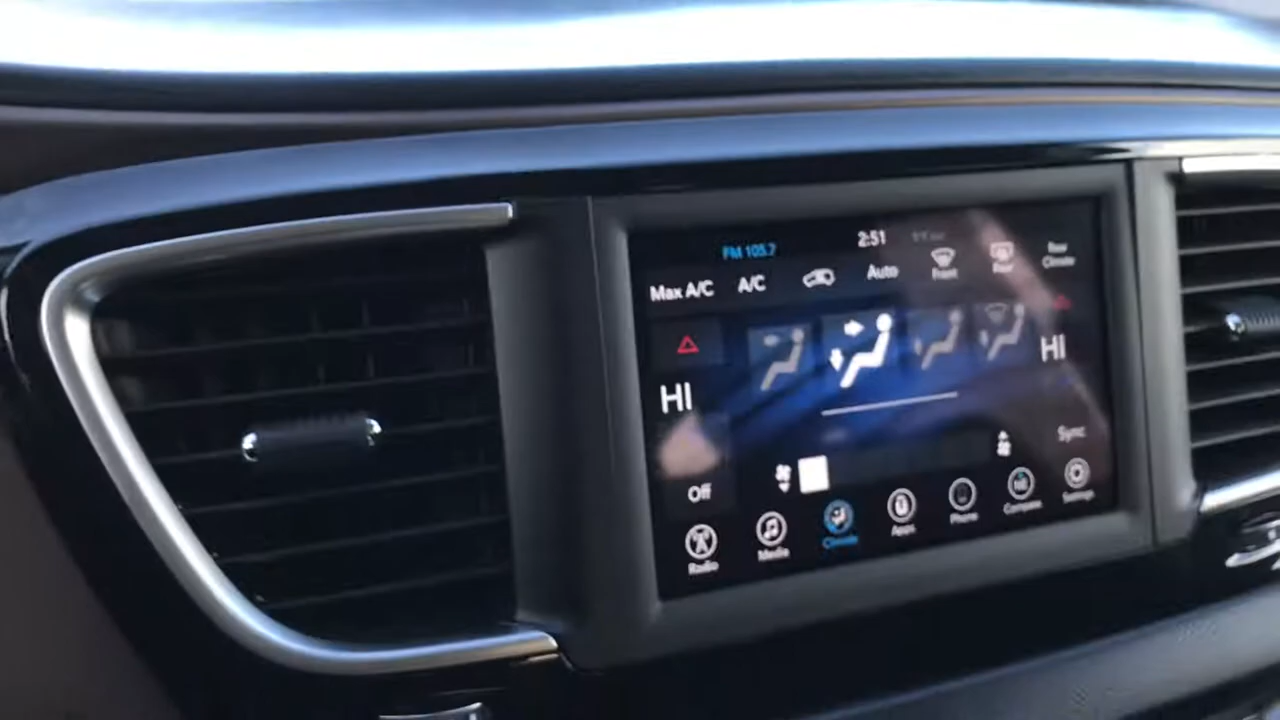 FM 105.7
2:51
Max A/C
A/C
Auto
Front
Rear
Rear
Climate
HI
HI
Sync
Off
Radio
Media
Climate
Apps
Phone
Compass
Settings